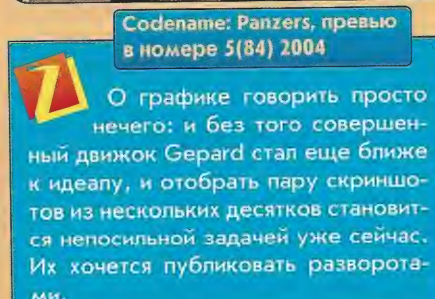 Codename: Panzers, превью
в номере 5(84) 2004
О графике говорить просто
нечего: и без того совершен-
ный движок Gepard стал еще ближе
к идеалу, и отобрать пару скриншо-
тов из нескольких десятков становит-
ся непосильной задачей уже сейчас.
Их хочется публиковать разворота-
ми.